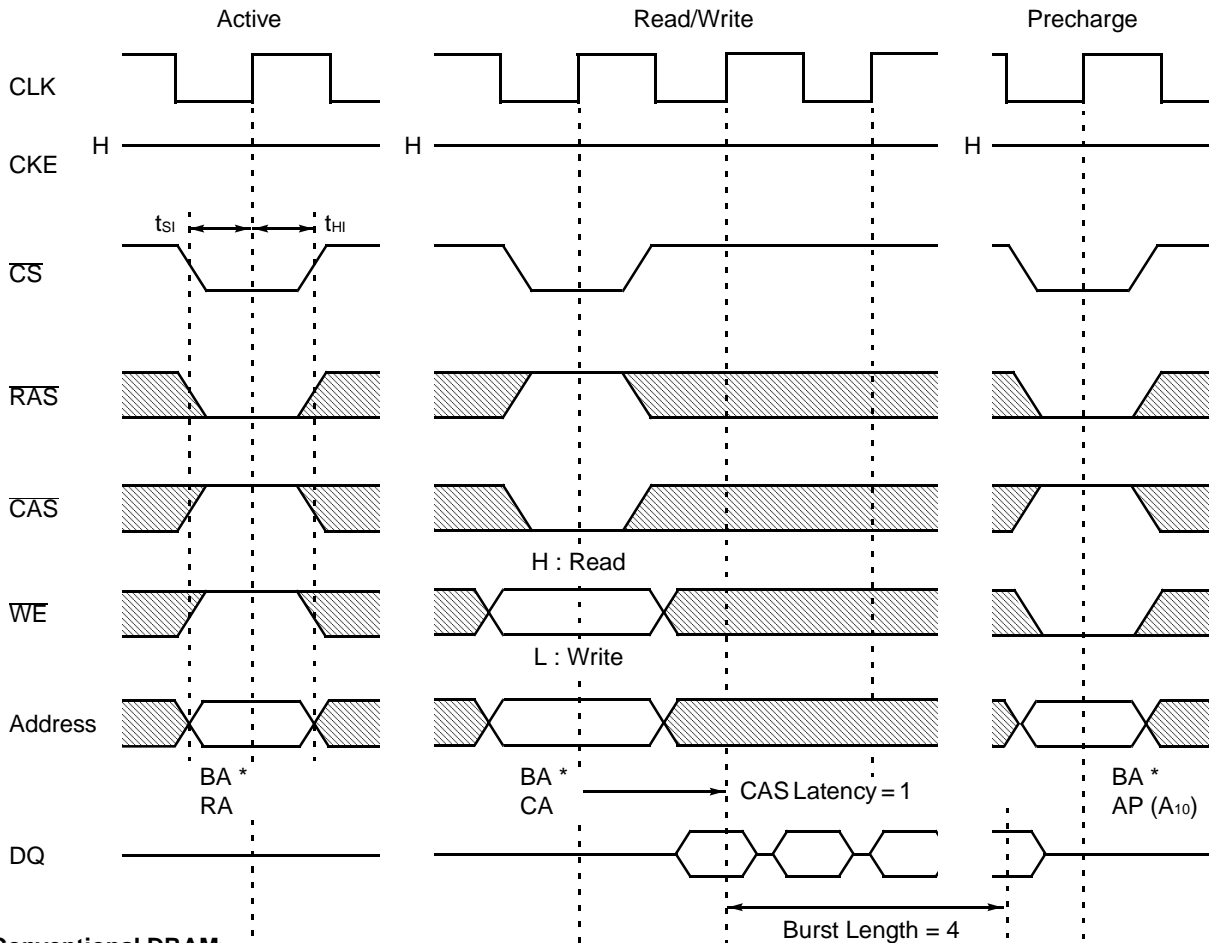 Active Read/Write Precharge
CLK
H H H
CKE
tSI tHI
CS
RAS
CAS
H : Read
WE
L : Write
Address
BA * BA * CAS Latency = 1 BA *
RA CA AP (A10)
DQ
Burst Length = 4